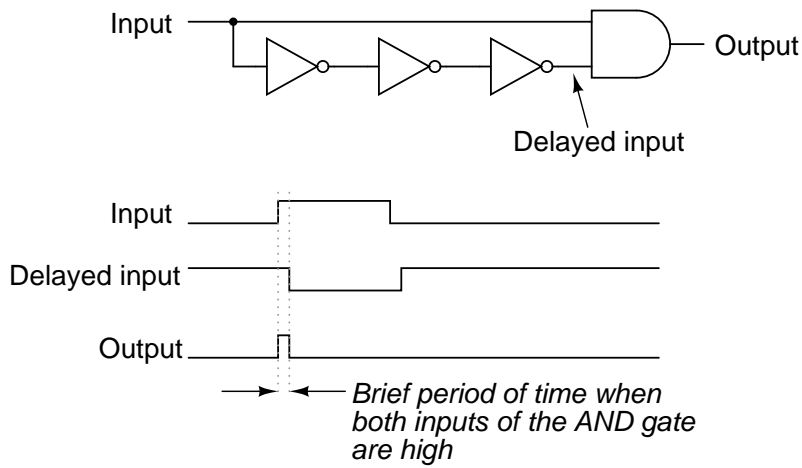 Input
Output
Delayed input
Input
Delayed input
Output
Brief period of time when
both inputs of the AND gate
are high